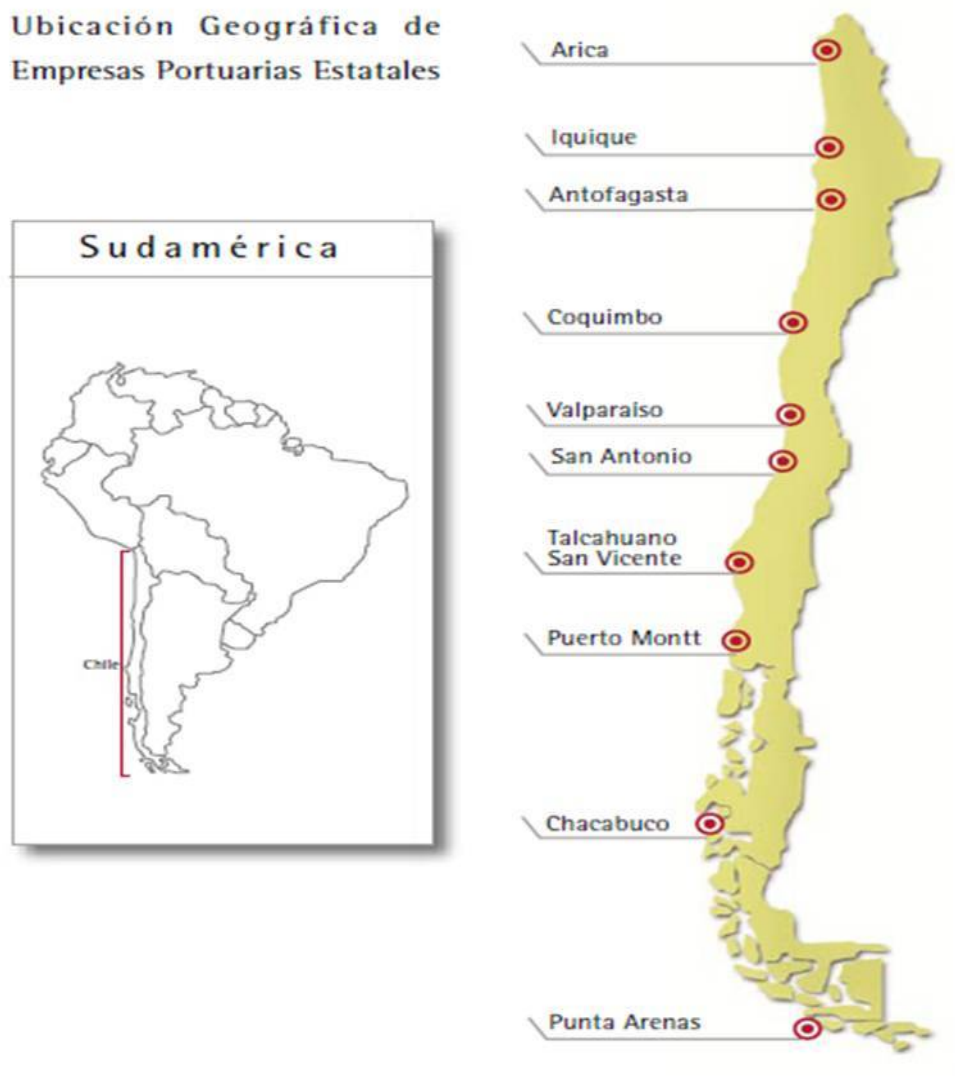 Ubicación Geográfica de
Empresas Portuarias Estatales
Sudamérica
Chile
Arica
Iquique
Antofagasta
Coquimbo
Valparaíso
San Antonio
Talcahuano
San Vicente
Puerto Montt
Chacabuco
Punta Arenas